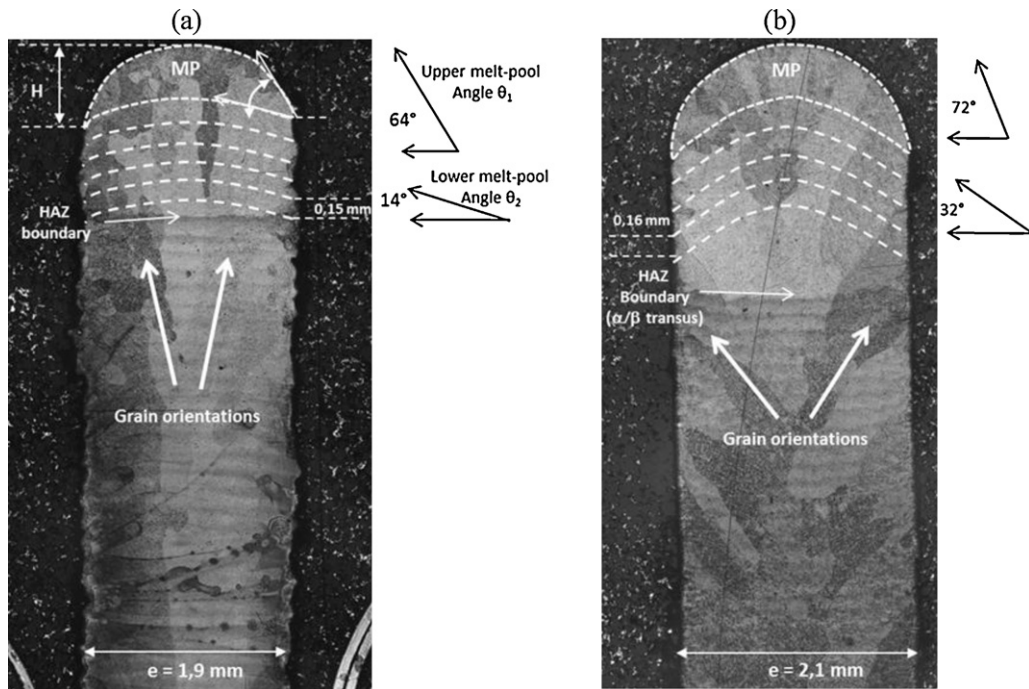 (a)
MP
H
HAZ
boundary
0,15 mm
Grain orientations
e = 1,9 mm
Upper melt-pool
Angle θ1
64°
Lower melt-pool
Angle θ2
14°
(b)
MP
0,16 mm
HAZ
Boundary
(α/β transus)
Grain orientations
e = 2,1 mm
72°
32°